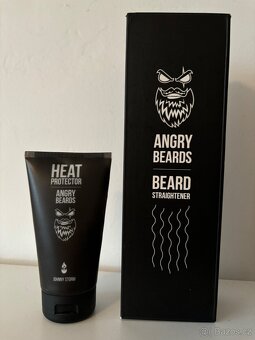 HEAT
PROTECTOR
ANGRY
BEARDS
JOHNNY STORM
ANGRY
BEARDS
BEARD
STRAIGHTENER